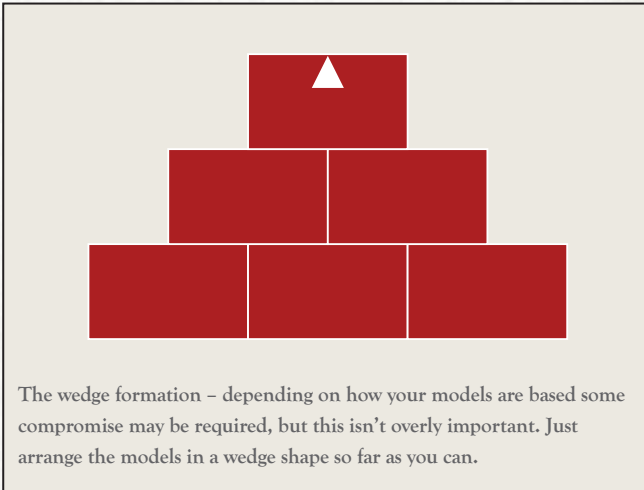 The wedge formation – depending on how your models are based some
compromise may be required, but this isn’t overly important. Just
arrange the models in a wedge shape so far as you can.